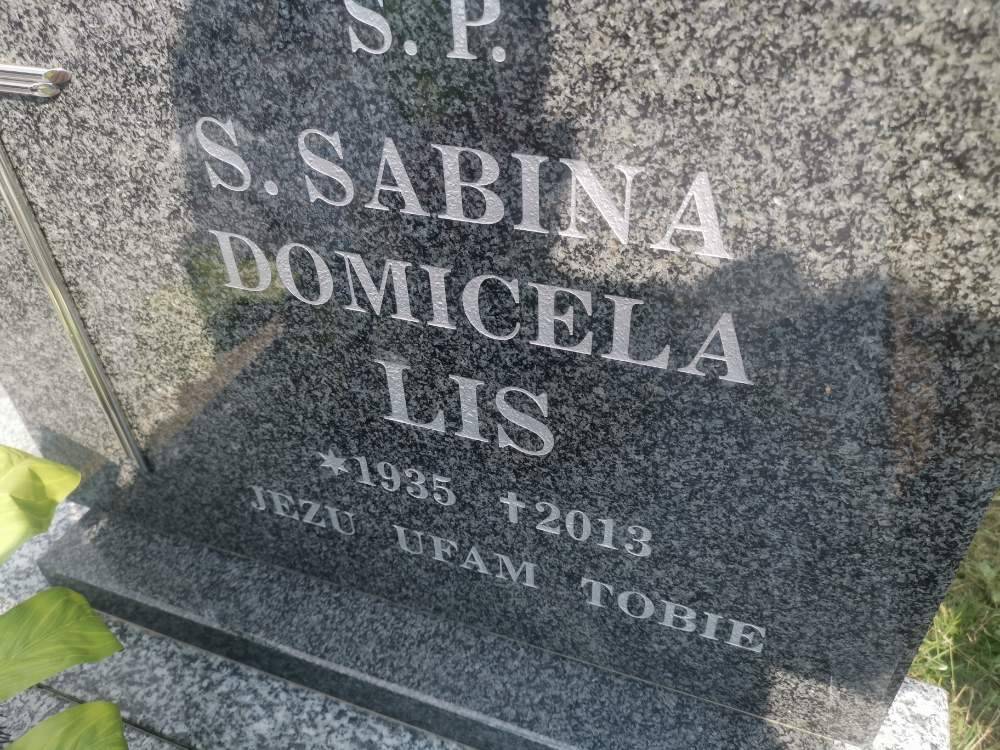 S. P.
S. SABINA
DOMICELA
LIS
*1935 †2013
JEZU UFAM TOBIE